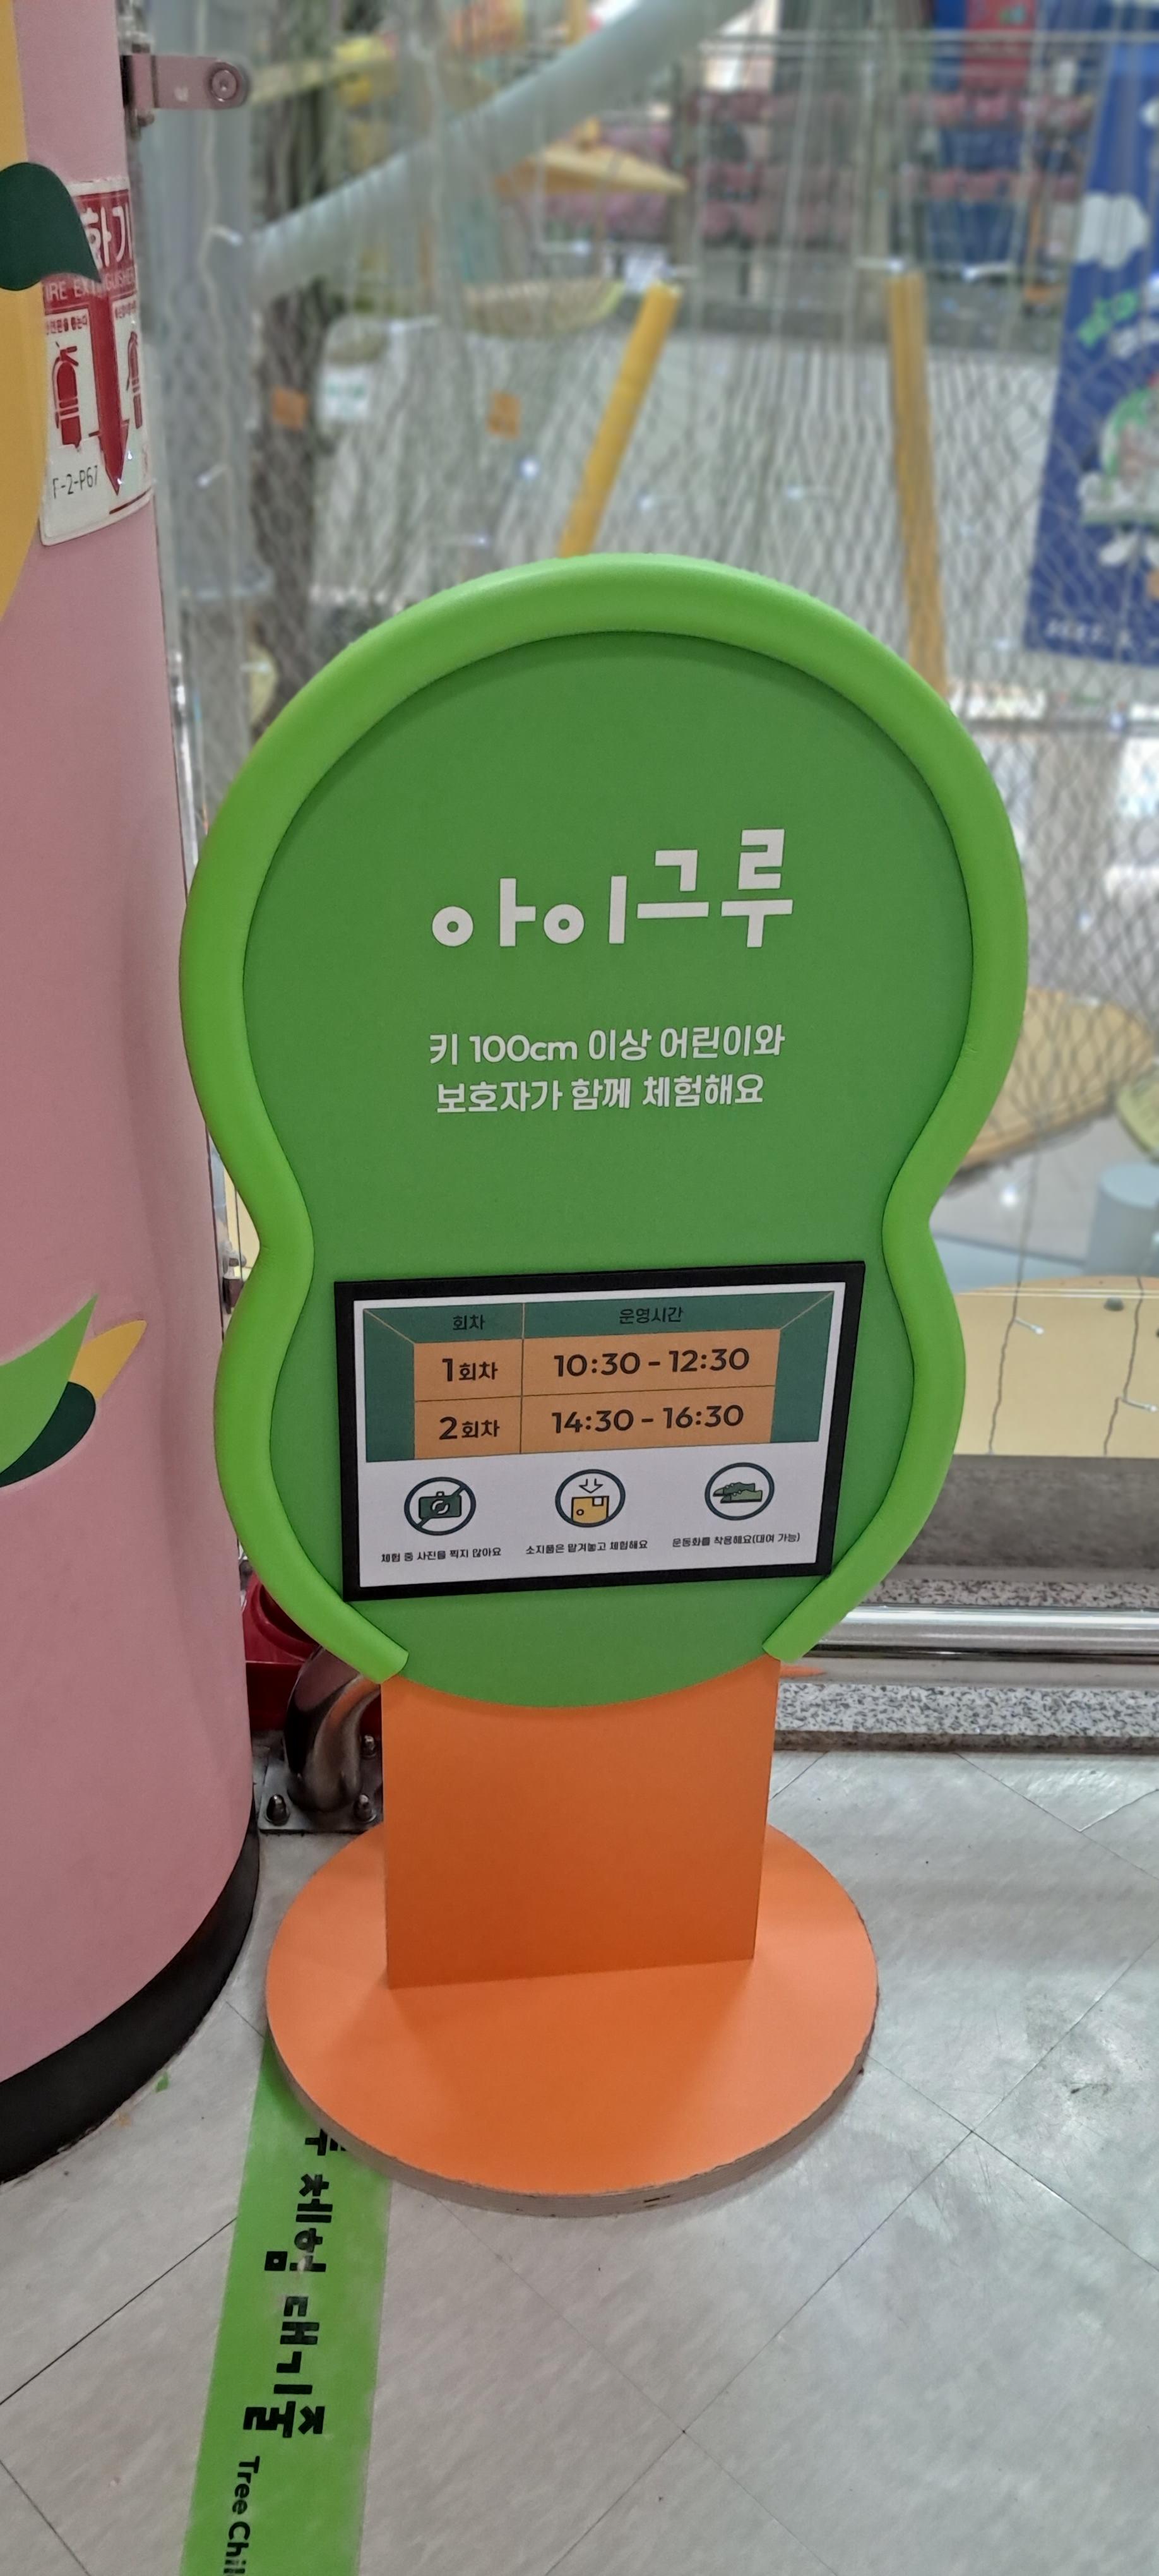 화기
FIRE EXTINGUISHER
F-2-P67
아이그루
키 100cm 이상 어린이와
보호자가 함께 체험해요
회차 운영시간
1회차 10:30 - 12:30
2회차 14:30 - 16:30
체험 중 사진을 찍지 않아요
소지품은 맡겨놓고 체험해요
운동화를 착용해요(대여 가능)
루 체험 대기줄 Tree Chil